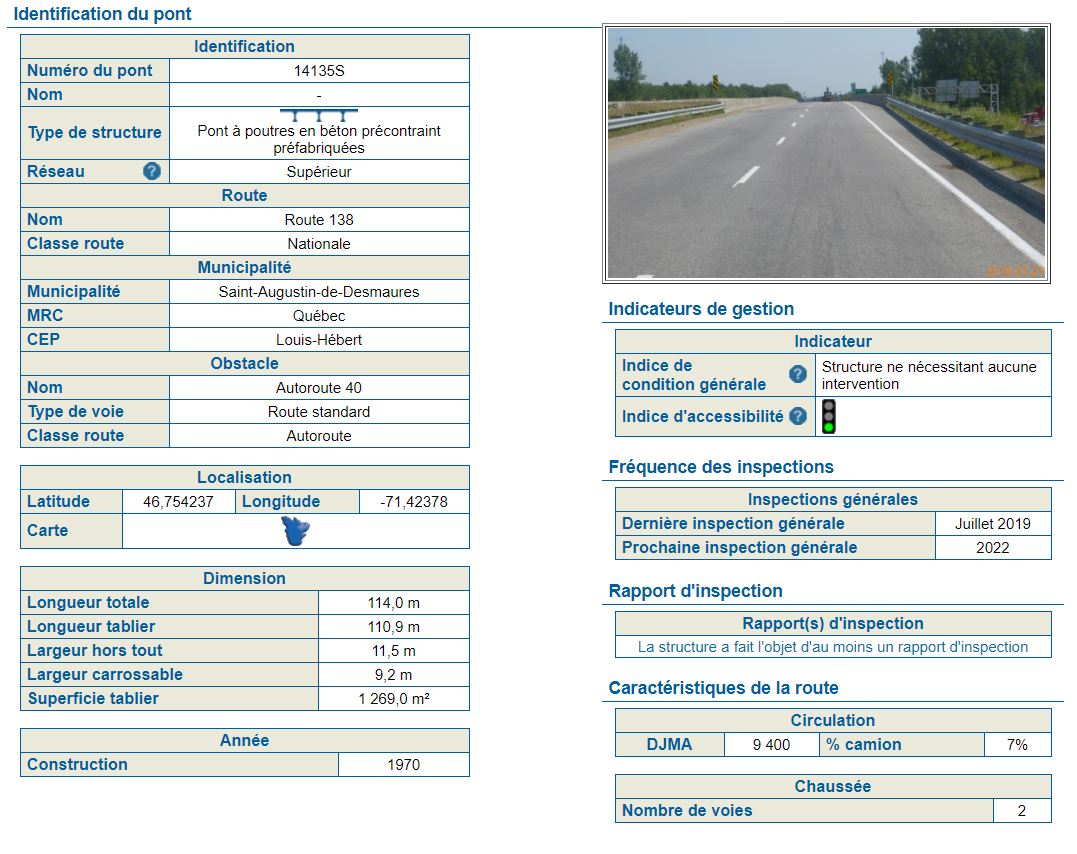 Identification du pont
Identification
Numéro du pont 14135S
Nom -
Type de structure Pont à poutres en béton précontraint
préfabriquées
Réseau ? Supérieur
Route
Nom Route 138
Classe route Nationale
Municipalité
Municipalité Saint-Augustin-de-Desmaures
MRC Québec
CEP Louis-Hébert
Obstacle
Nom Autoroute 40
Type de voie Route standard
Classe route Autoroute
Localisation
Latitude 46,754237 Longitude -71,42378
Carte
Dimension
Longueur totale 114,0 m
Longueur tablier 110,9 m
Largeur hors tout 11,5 m
Largeur carrossable 9,2 m
Superficie tablier 1 269,0 m²
Année
Construction 1970
Indicateurs de gestion
Indicateur
Indice de
condition générale ? Structure ne nécessitant aucune
intervention
Indice d'accessibilité ?
Fréquence des inspections
Inspections générales
Dernière inspection générale Juillet 2019
Prochaine inspection générale 2022
Rapport d'inspection
Rapport(s) d'inspection
La structure a fait l'objet d'au moins un rapport d'inspection
Caractéristiques de la route
Circulation
DJMA 9 400 % camion 7%
Chaussée
Nombre de voies 2